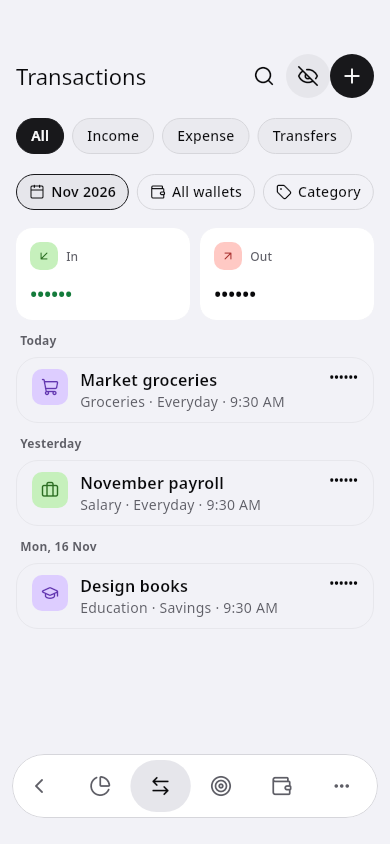 Transactions
All Income Expense Transfers
Nov 2026 All wallets Category
In Out
•••••• ••••••
Today
Market groceries ••••••
Groceries · Everyday · 9:30 AM
Yesterday
November payroll ••••••
Salary · Everyday · 9:30 AM
Mon, 16 Nov
Design books ••••••
Education · Savings · 9:30 AM